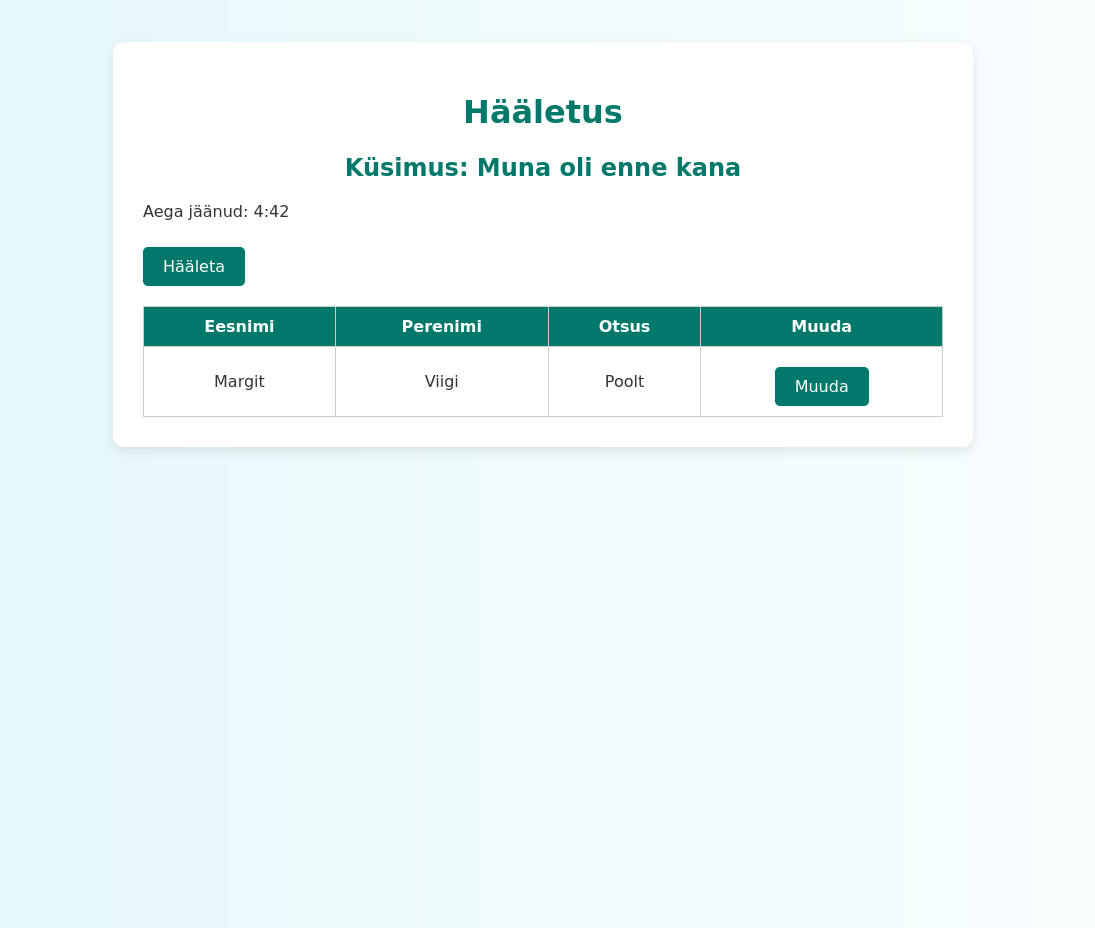 Hääletus
Küsimus: Muna oli enne kana
Aega jäänud: 4:42
Hääleta
Eesnimi Perenimi Otsus Muuda
Margit Viigi Poolt Muuda